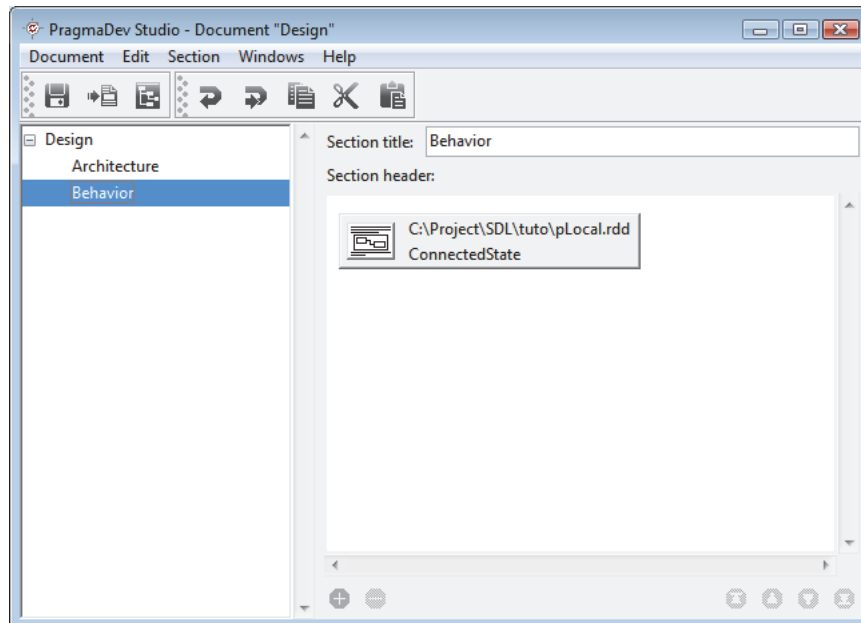 PragmaDev Studio - Document "Design"
Document Edit Section Windows Help
Design
Architecture
Behavior
Section title: Behavior
Section header:
C:\Project\SDL\tuto\pLocal.rdd
ConnectedState